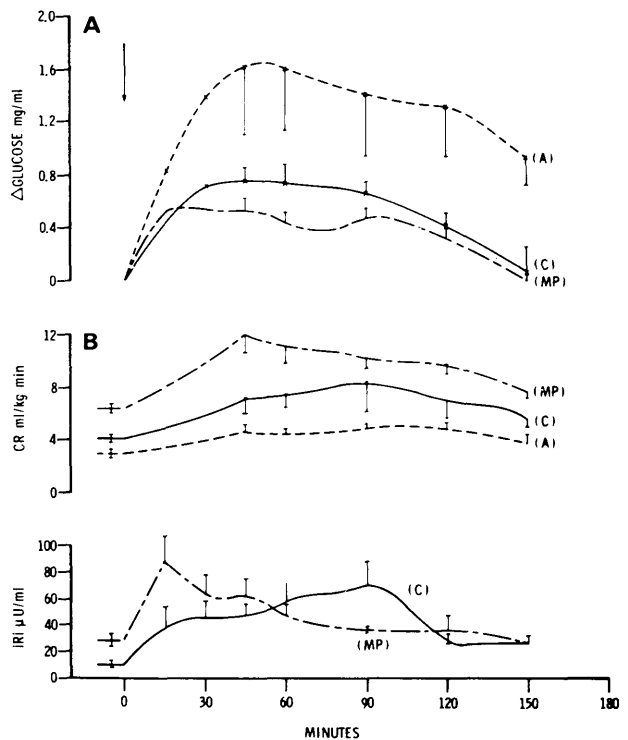 A
2.0
1.6
1.2
0.8
0.4
0
ΔGLUCOSE mg/ml
(A)
(C)
(MP)
B
12
8
4
0
CR ml/kg min
(MP)
(C)
(A)
100
80
60
40
20
0
iRi μU/ml
(C)
(MP)
0 30 60 90 120 150 180
MINUTES